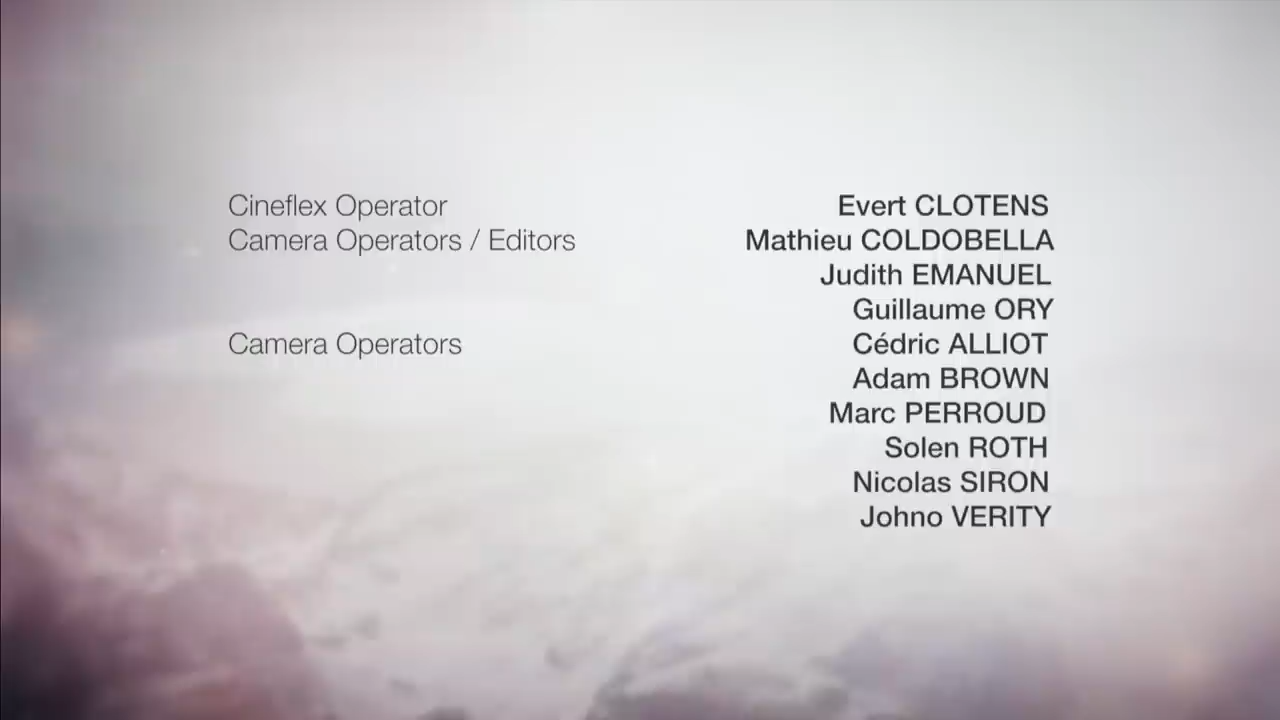 Cineflex Operator Evert CLOTENS
Camera Operators / Editors Mathieu COLDOBELLA
Judith EMANUEL
Guillaume ORY
Camera Operators Cédric ALLIOT
Adam BROWN
Marc PERROUD
Solen ROTH
Nicolas SIRON
Johno VERITY